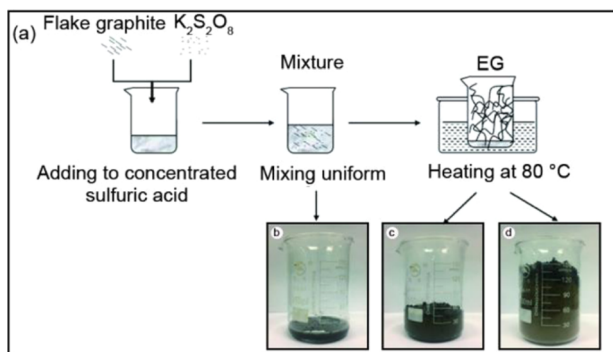 (a)
Flake graphite K₂S₂O₈
Mixture
EG
Adding to concentrated
sulfuric acid
Mixing uniform
Heating at 80 °C
b
c
d